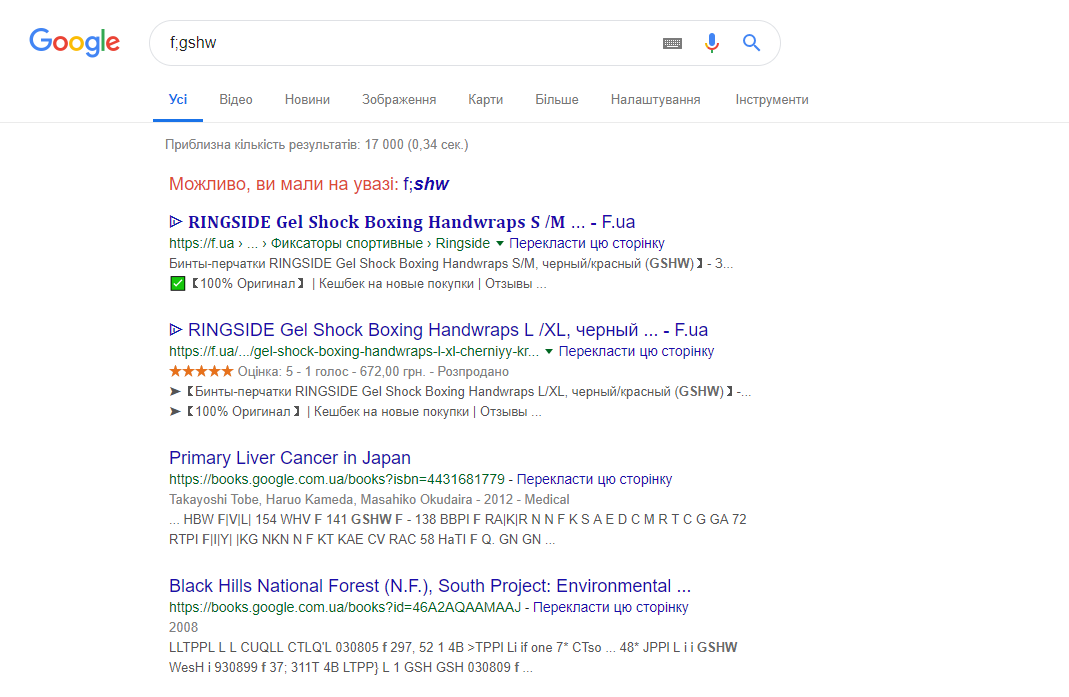 Google
f;gshw
Усі Відео Новини Зображення Карти Більше Налаштування Інструменти
Приблизна кількість результатів: 17 000 (0,34 сек.)
Можливо, ви мали на увазі: f;shw
ᐉ RINGSIDE Gel Shock Boxing Handwraps S /M ... - F.ua
https://f.ua › ... › Фиксаторы спортивные › Ringside ▼ Перекласти цю сторінку
Бинты-перчатки RINGSIDE Gel Shock Boxing Handwraps S/M, черный/красный (GSHW)】- З...
✅【100% Оригинал】 | Кешбек на новые покупки | Отзывы ...
ᐉ RINGSIDE Gel Shock Boxing Handwraps L /XL, черный ... - F.ua
https://f.ua/.../gel-shock-boxing-handwraps-l-xl-cherniyy-kr... ▼ Перекласти цю сторінку
★★★★★ Оцінка: 5 - 1 голос - 672,00 грн. - Розпродано
➤【Бинты-перчатки RINGSIDE Gel Shock Boxing Handwraps L/XL, черный/красный (GSHW)】-...
➤【100% Оригинал】 | Кешбек на новые покупки | Отзывы ...
Primary Liver Cancer in Japan
https://books.google.com.ua/books?isbn=4431681779 - Перекласти цю сторінку
Takayoshi Tobe, Haruo Kameda, Masahiko Okudaira - 2012 - Medical
... HBW F|V|L| 154 WHV F 141 GSHW F - 138 BBPI F RA|K|R N N F K S A E D C M R T C G GA 72
RTPI F|I|Y| |KG NKN N F KT KAE CV RAC 58 HaTI F Q. GN GN ...
Black Hills National Forest (N.F.), South Project: Environmental ...
https://books.google.com.ua/books?id=46A2AQAAMAAJ - Перекласти цю сторінку
2008
LLTPPL L L CUQLL CTLQ'L 030805 f 297, 52 1 4B >TPPI Li if one 7* CTso ... 48* JPPI L i i GSHW
WesH i 930899 f 37; 311T 4B LTPP} L 1 GSH GSH 030809 f ...